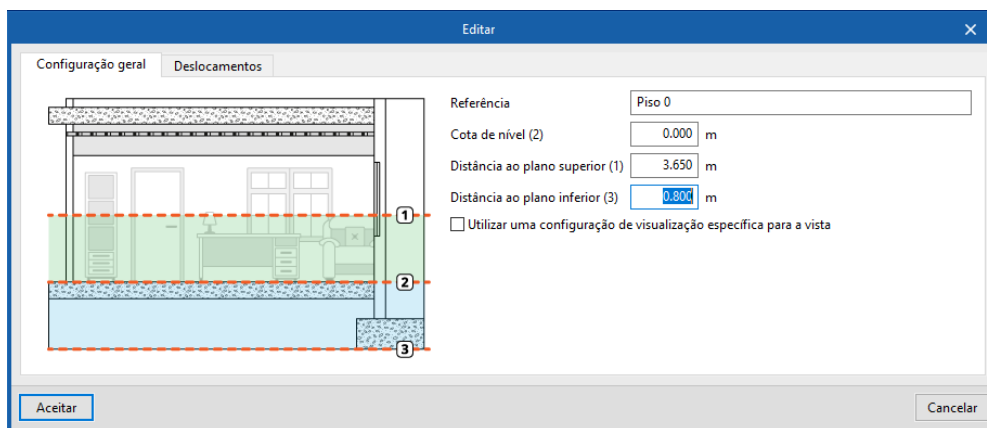 Editar
Configuração geral
Deslocamentos
Referência
Piso 0
Cota de nível (2)
0.000 m
Distância ao plano superior (1)
3.650 m
Distância ao plano inferior (3)
0.800 m
Utilizar uma configuração de visualização específica para a vista
1
2
3
Aceitar
Cancelar